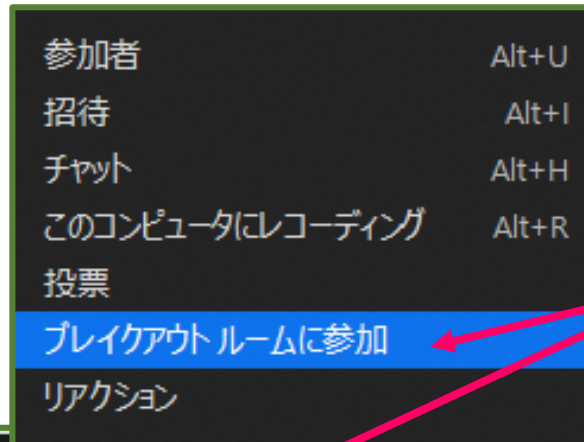 参加者 Alt+U
招待 Alt+I
チャット Alt+H
このコンピュータにレコーディング Alt+R
投票
ブレイクアウト ルームに参加
リアクション